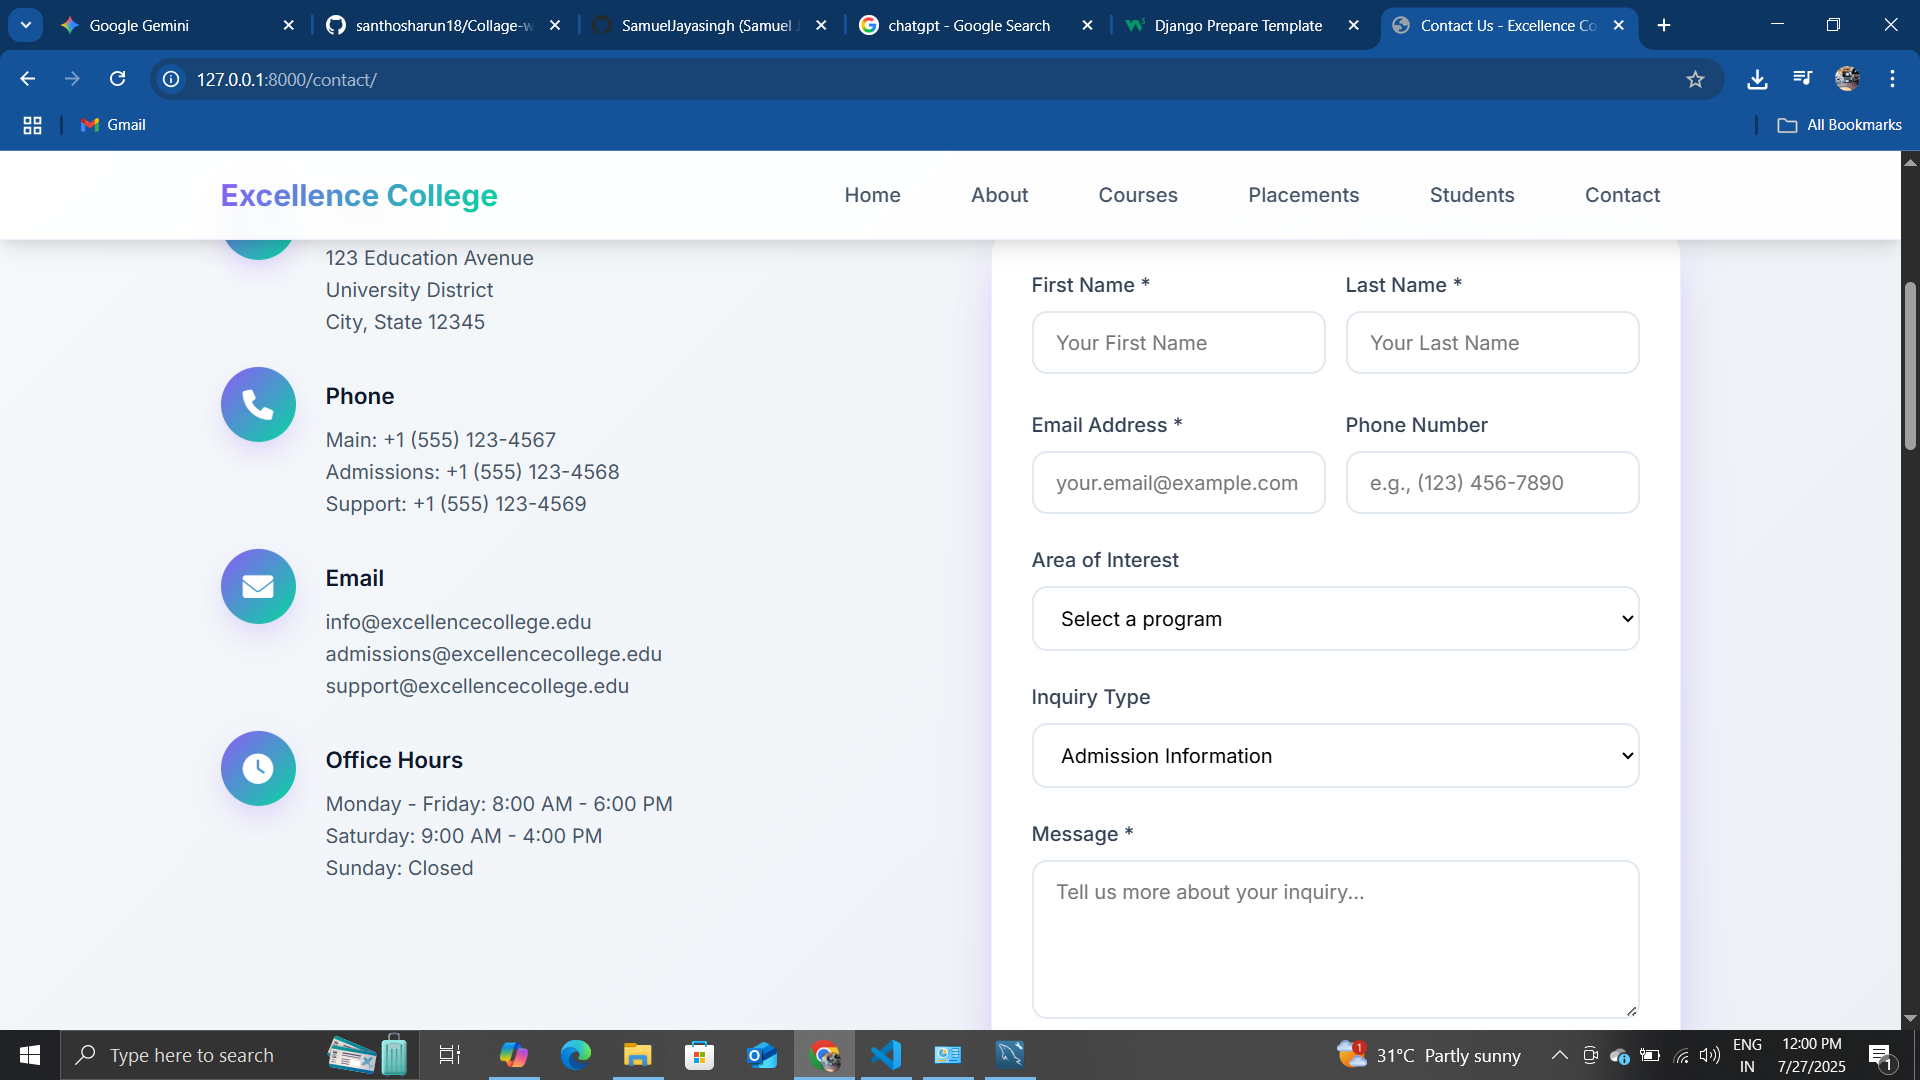 Google Gemini
santhosharun18/Collage-w
SamuelJayasingh (Samuel J
chatgpt - Google Search
Django Prepare Template
Contact Us - Excellence Co
127.0.0.1:8000/contact/
Gmail
All Bookmarks
Excellence College
Home
About
Courses
Placements
Students
Contact
123 Education Avenue
University District
City, State 12345
Phone
Main: +1 (555) 123-4567
Admissions: +1 (555) 123-4568
Support: +1 (555) 123-4569
Email
info@excellencecollege.edu
admissions@excellencecollege.edu
support@excellencecollege.edu
Office Hours
Monday - Friday: 8:00 AM - 6:00 PM
Saturday: 9:00 AM - 4:00 PM
Sunday: Closed
First Name *
Last Name *
Your First Name
Your Last Name
Email Address *
Phone Number
your.email@example.com
e.g., (123) 456-7890
Area of Interest
Select a program
Inquiry Type
Admission Information
Message *
Tell us more about your inquiry...
Type here to search
1
31°C Partly sunny
ENG
IN
12:00 PM
7/27/2025
1